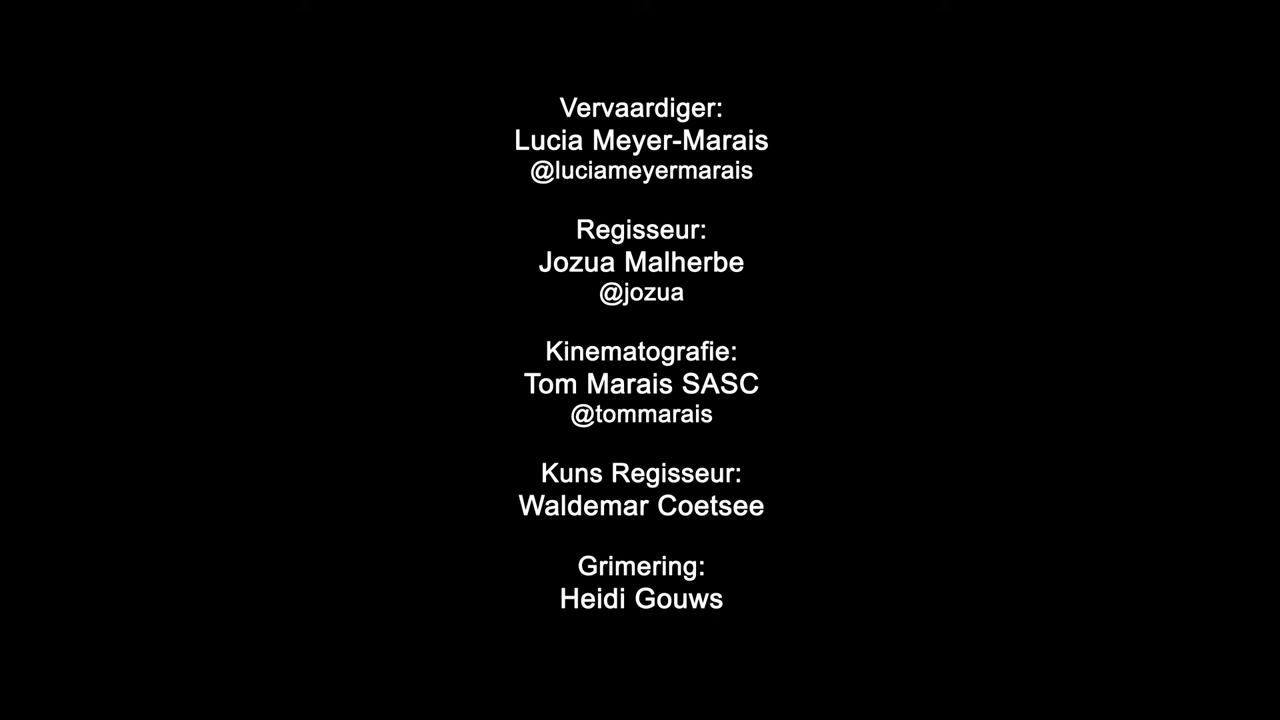 Vervaardiger:
Lucia Meyer-Marais
@luciameyermarais
Regisseur:
Jozua Malherbe
@jozua
Kinematografie:
Tom Marais SASC
@tommarais
Kuns Regisseur:
Waldemar Coetsee
Grimering:
Heidi Gouws